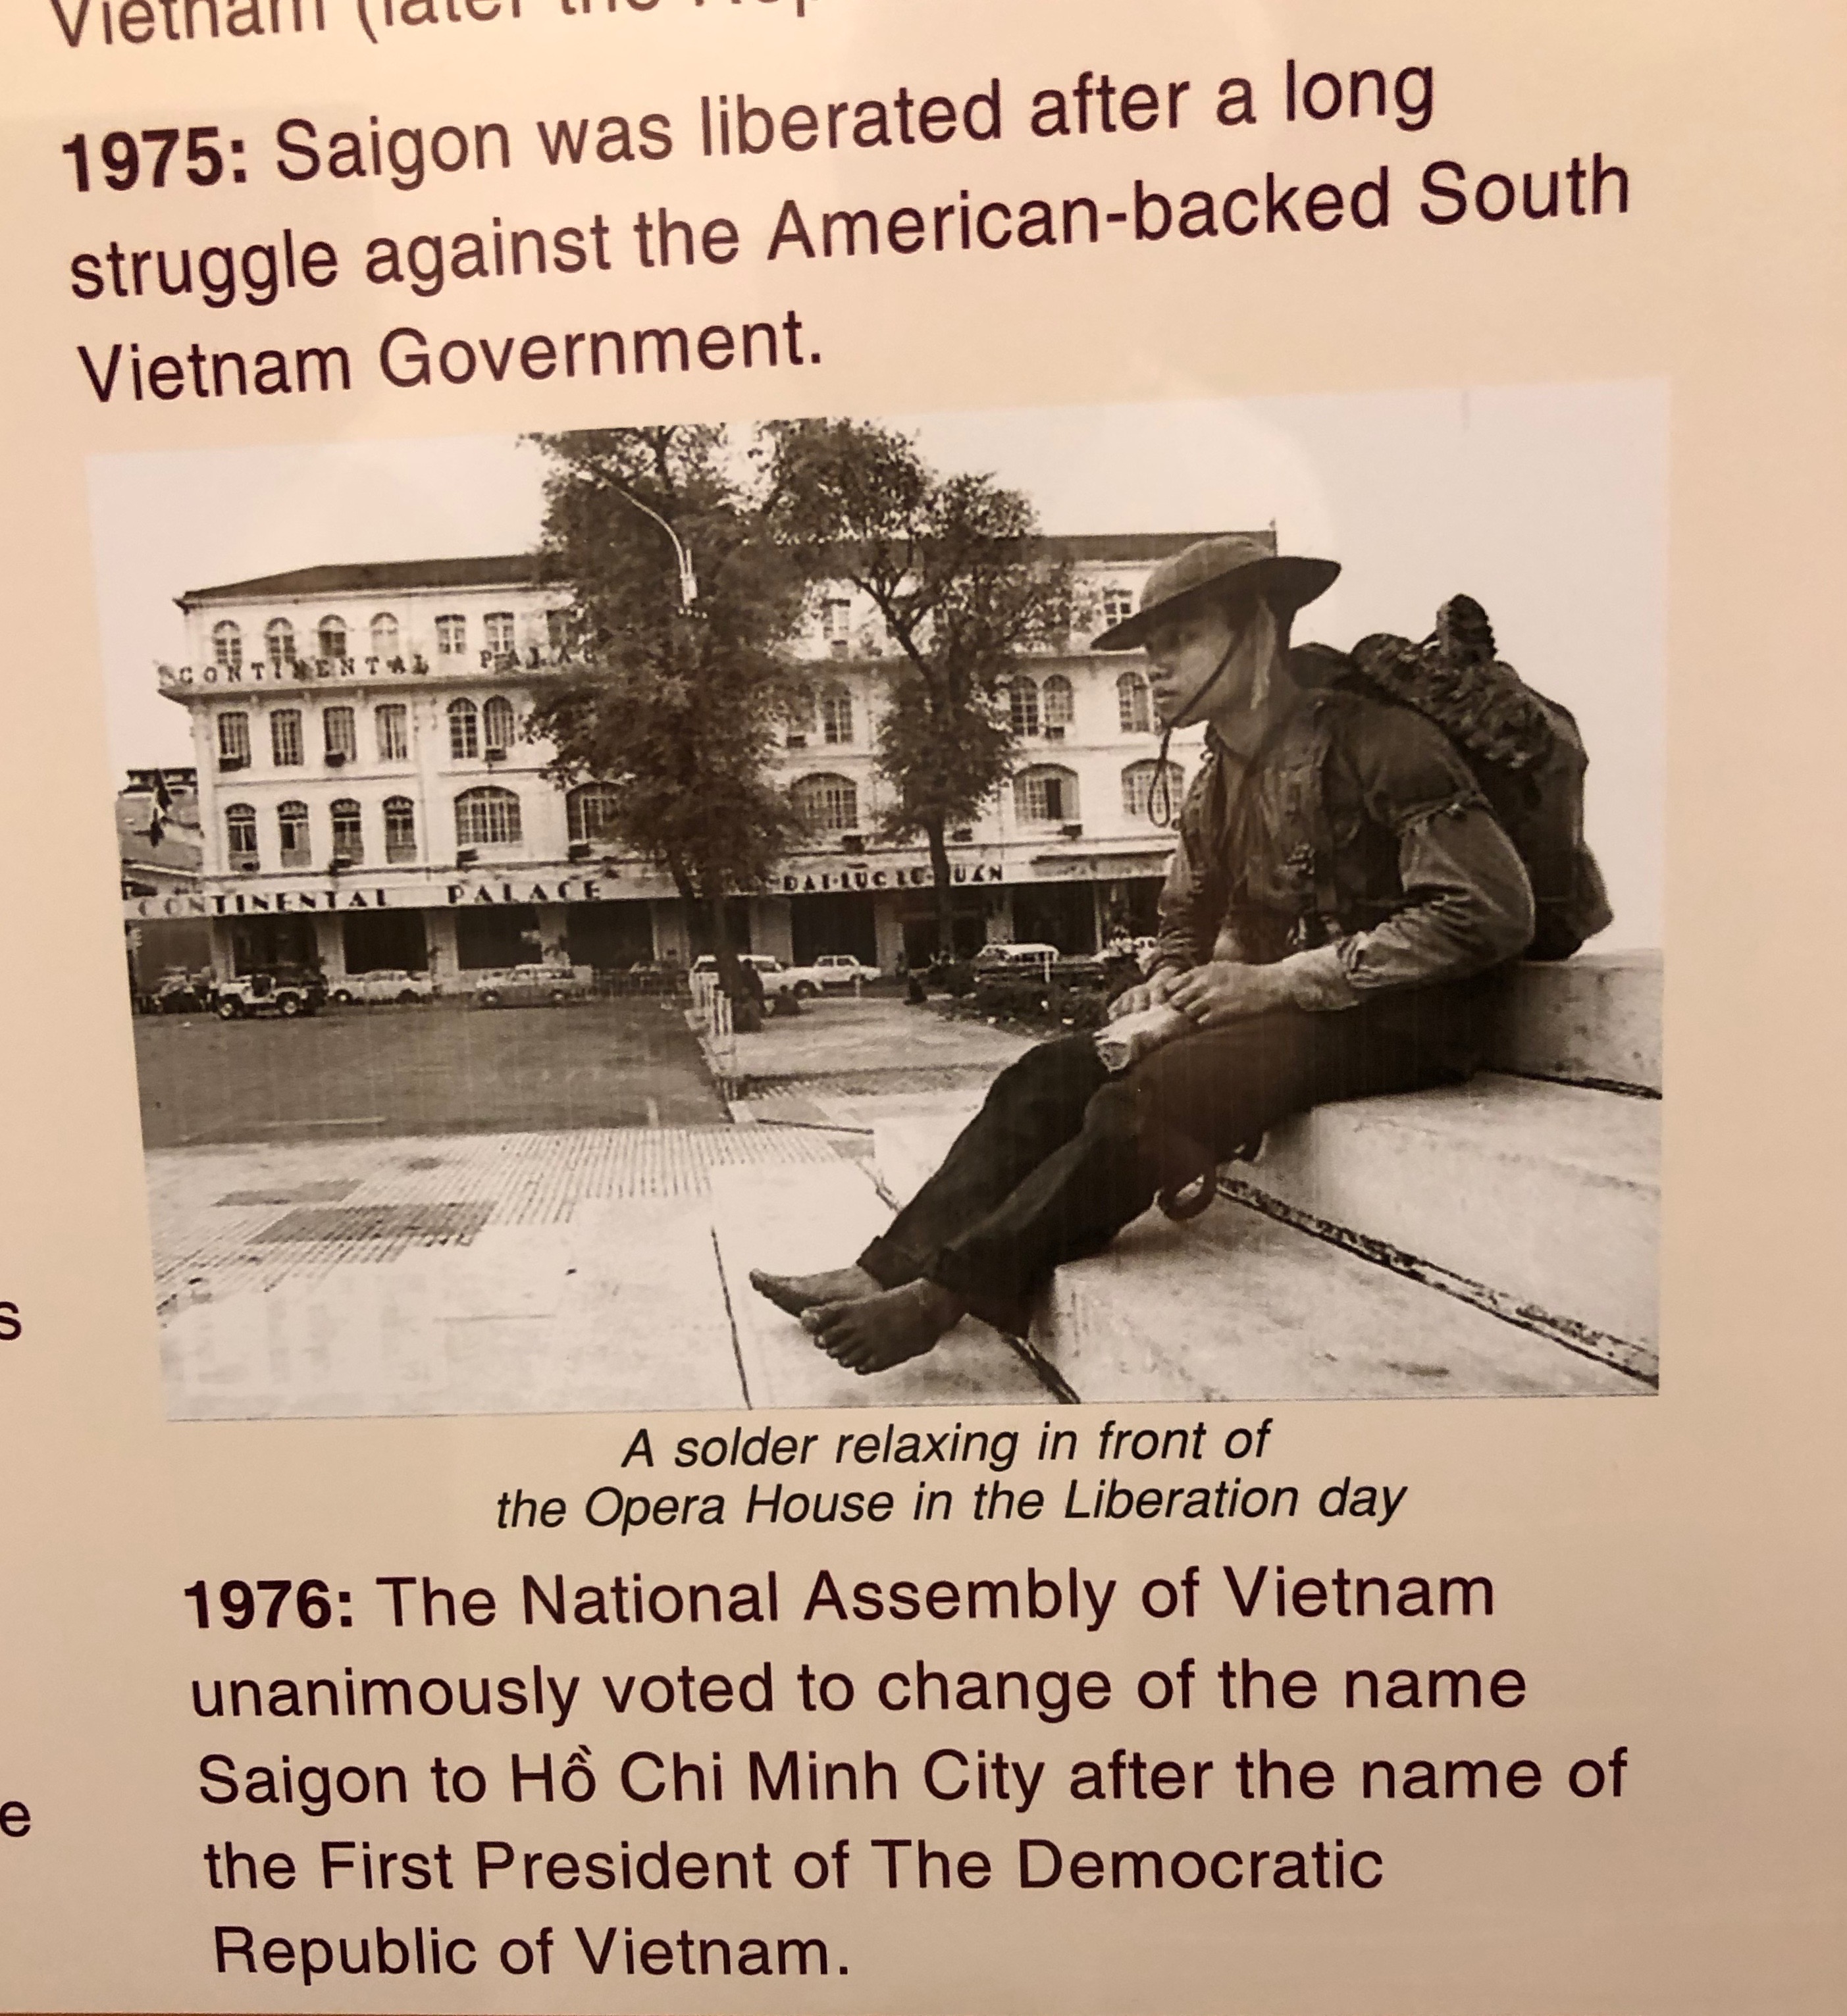 Vietnam (later the
1975: Saigon was liberated after a long
struggle against the American-backed South
Vietnam Government.
CONTINENTAL
CONTINENTAL PALACE
A solder relaxing in front of
the Opera House in the Liberation day
1976: The National Assembly of Vietnam
unanimously voted to change of the name
Saigon to Hồ Chi Minh City after the name of
the First President of The Democratic
Republic of Vietnam.